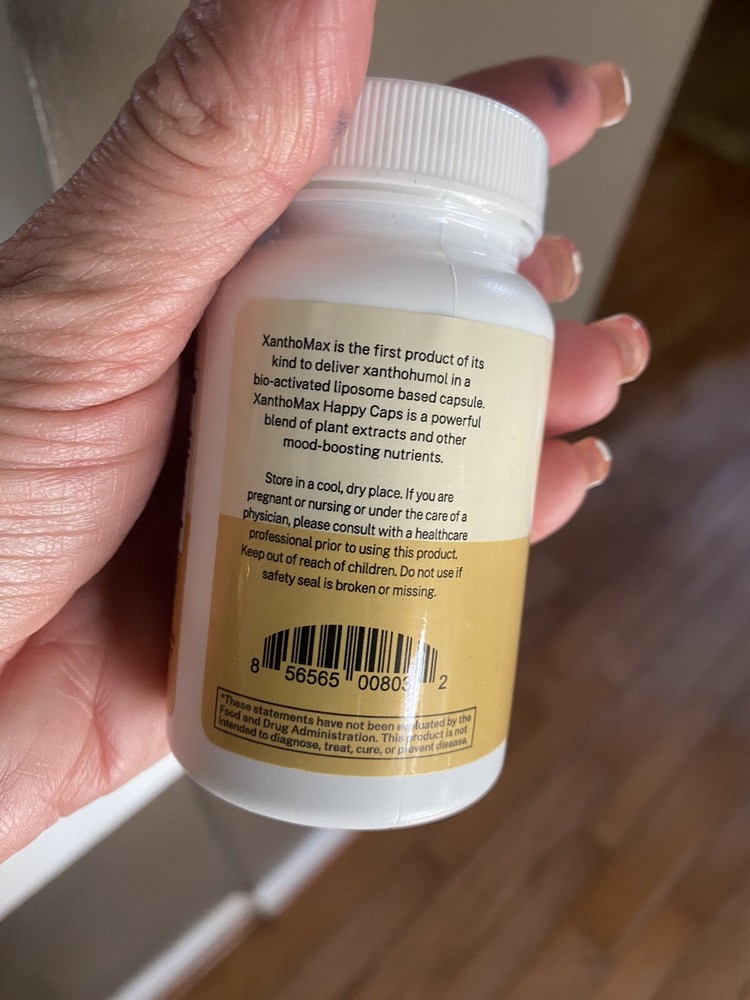 XanthoMax is the first product of its
kind to deliver xanthohumol in a
bio-activated liposome based capsule.
XanthoMax Happy Caps is a powerful
blend of plant extracts and other
mood-boosting nutrients.
Store in a cool, dry place. If you are
pregnant or nursing or under the care of a
physician, please consult with a healthcare
professional prior to using this product.
Keep out of reach of children. Do not use if
safety seal is broken or missing.
8 56565 00803 2
*These statements have not been evaluated by the
Food and Drug Administration. This product is not
intended to diagnose, treat, cure, or prevent disease.